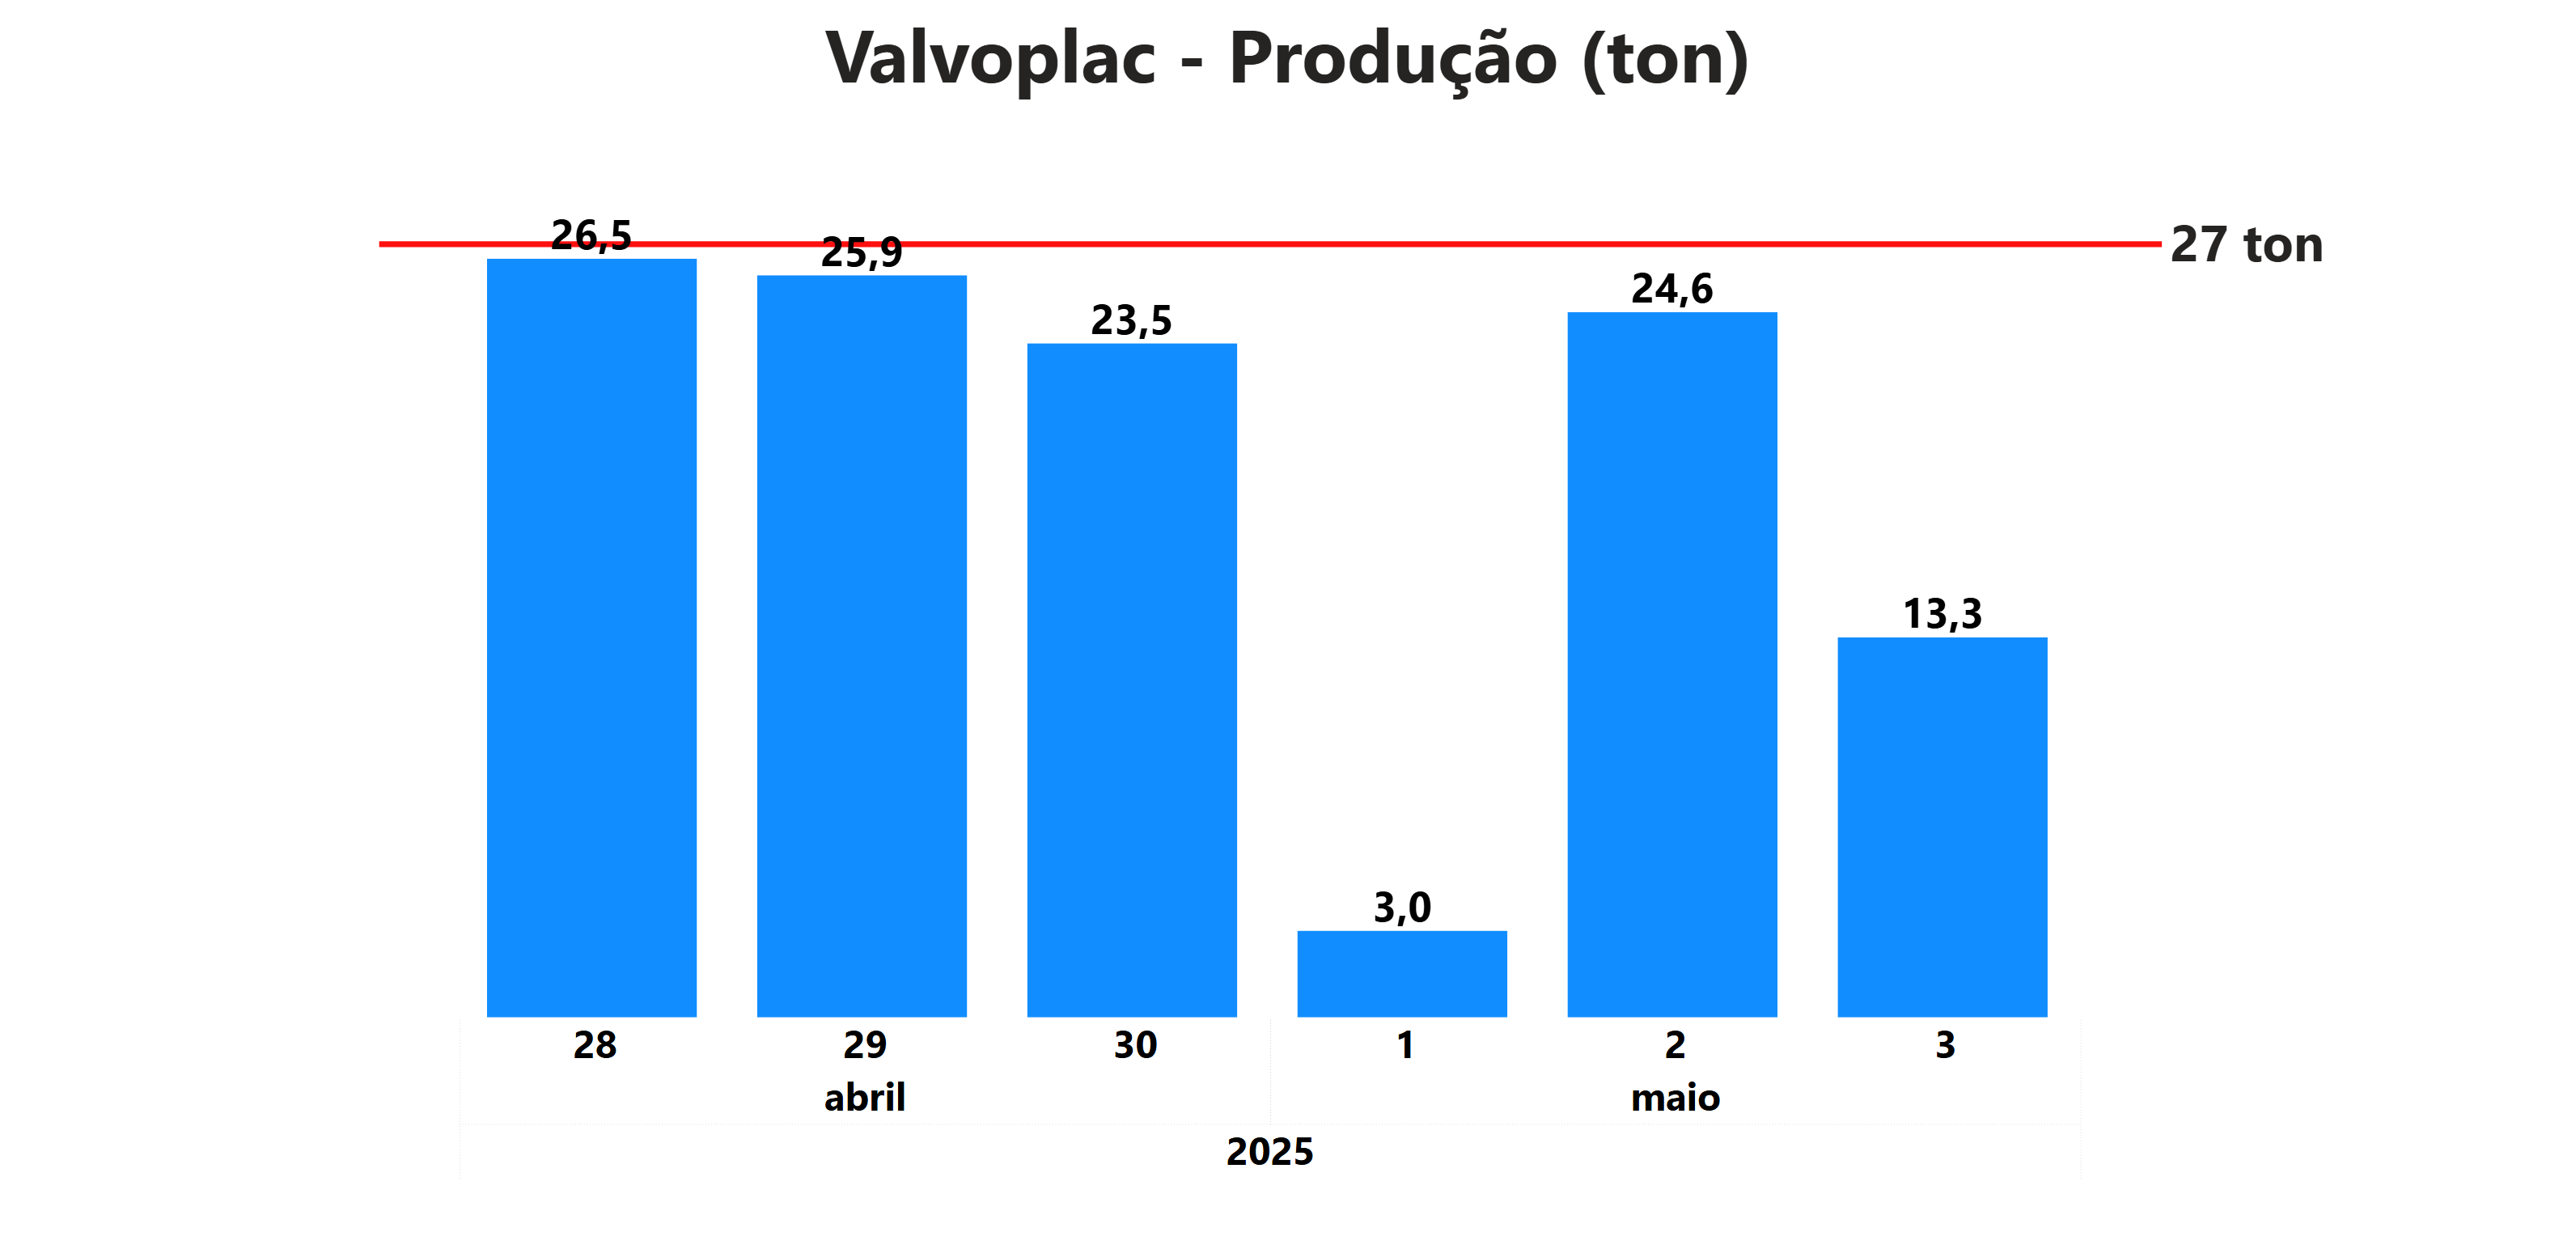 Valvoplac - Produção (ton)
26,5
25,9
23,5
3,0
24,6
13,3
27 ton
28 29 30 1 2 3
abril maio
2025